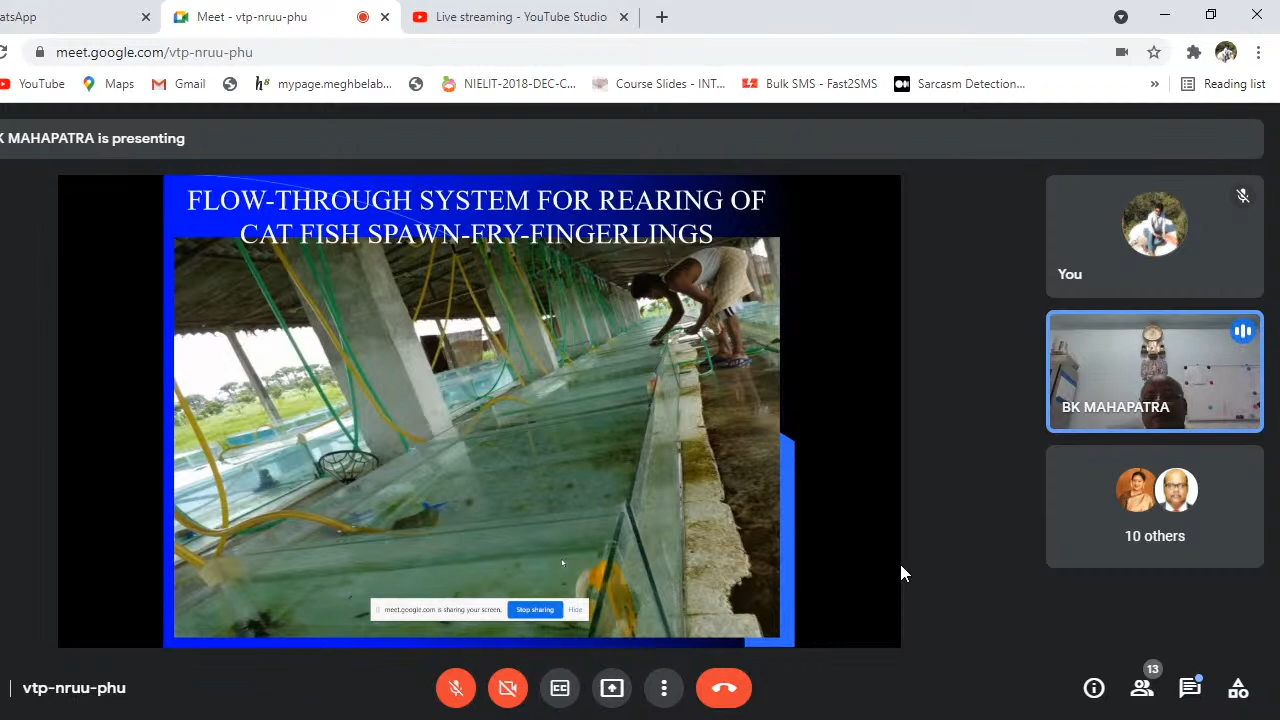 atsApp
Meet - vtp-nruu-phu
Live streaming - YouTube Studio
meet.google.com/vtp-nruu-phu
YouTube
Maps
Gmail
mypage.meghbelab...
NIELIT-2018-DEC-C...
Course Slides - INT...
Bulk SMS - Fast2SMS
Sarcasm Detection...
»
Reading list
K MAHAPATRA is presenting
FLOW-THROUGH SYSTEM FOR REARING OF
CAT FISH SPAWN-FRY-FINGERLINGS
meet.google.com is sharing your screen.
Stop sharing
Hide
You
BK MAHAPATRA
10 others
vtp-nruu-phu
CC
13